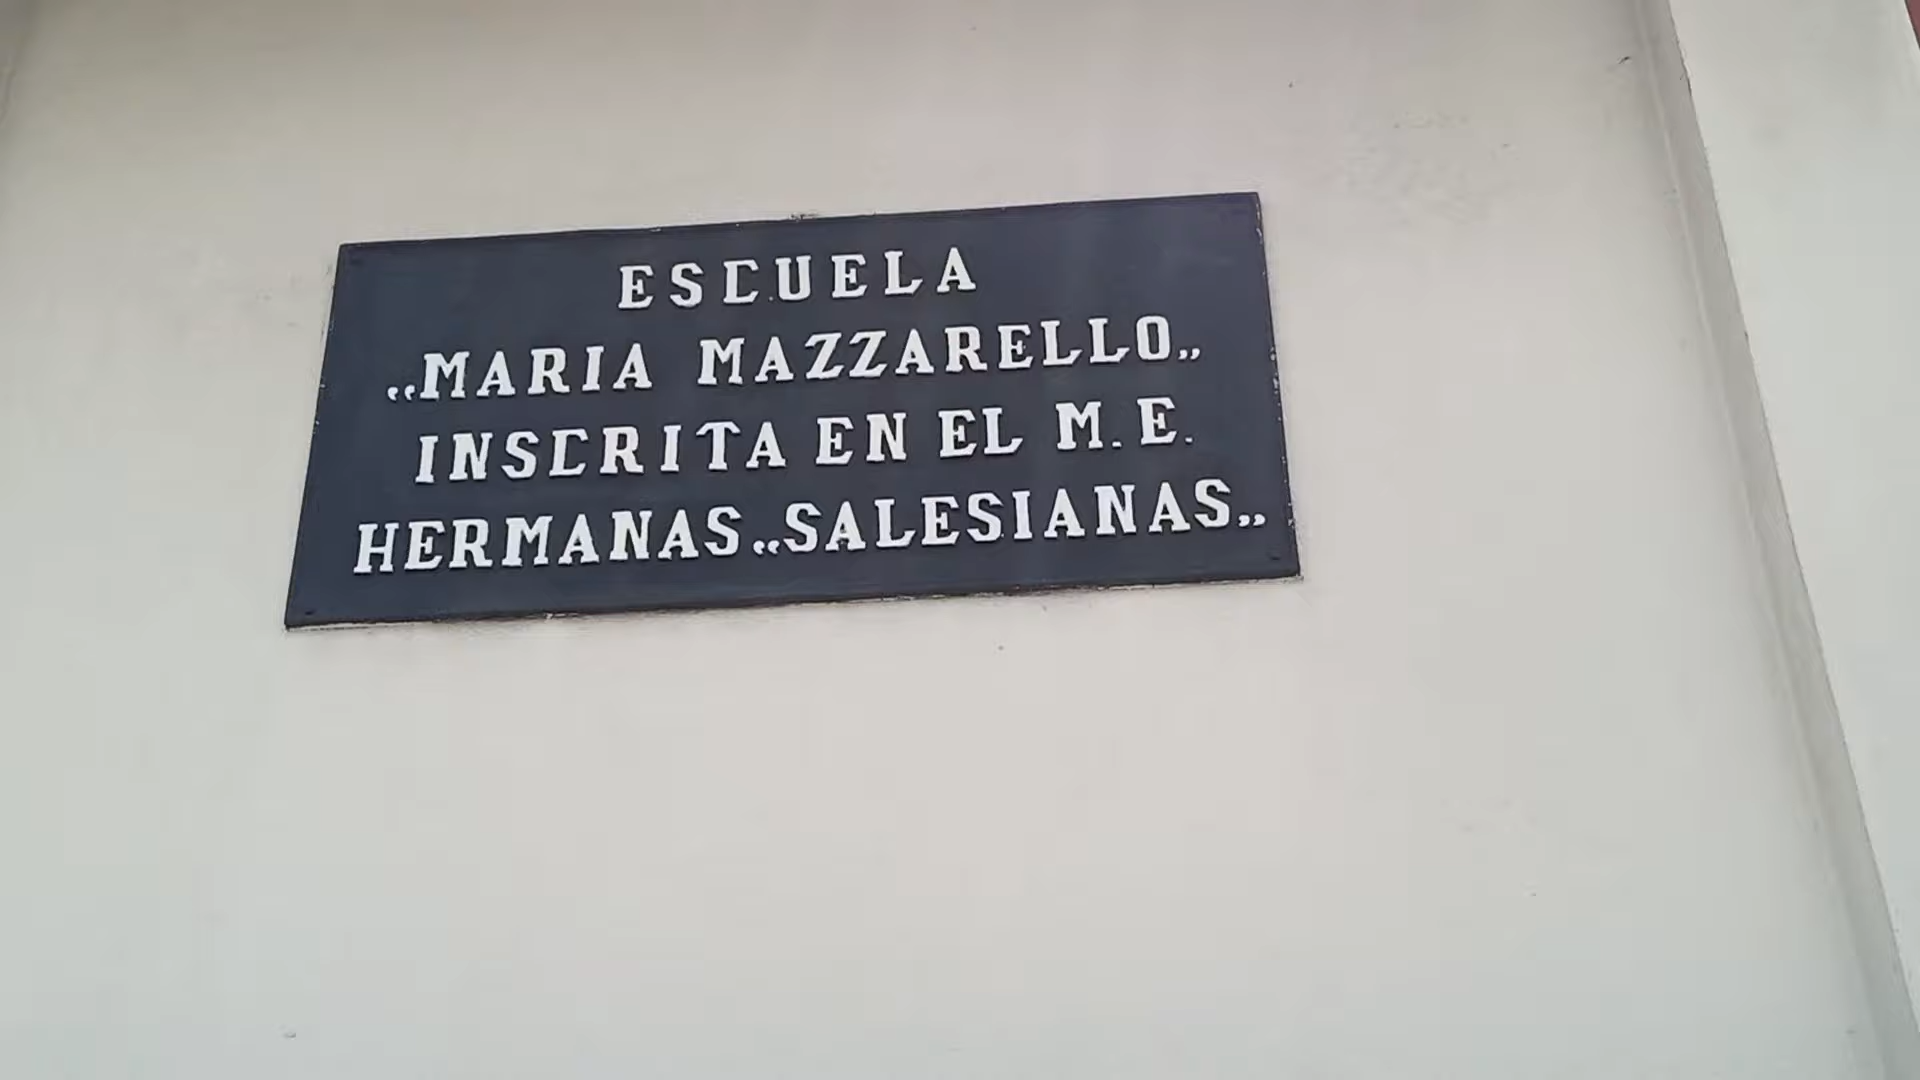 ESCUELA
„MARIA MAZZARELLO„
INSCRITA EN EL M.E.
HERMANAS „SALESIANAS„